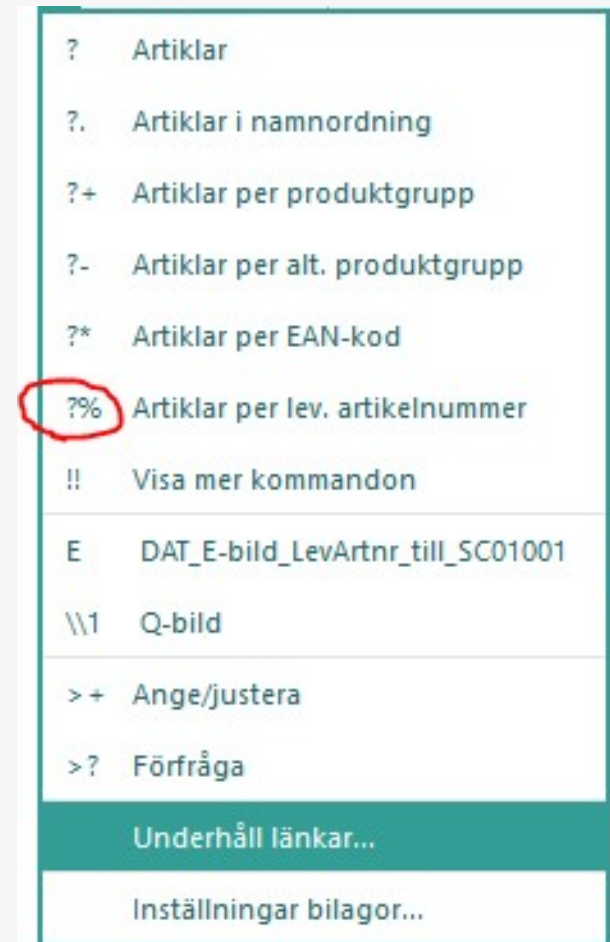 ? Artiklar
?. Artiklar i namnordning
?+ Artiklar per produktgrupp
?- Artiklar per alt. produktgrupp
?* Artiklar per EAN-kod
?% Artiklar per lev. artikelnummer
!! Visa mer kommandon
E DAT_E-bild_LevArtnr_till_SC01001
\\1 Q-bild
>+ Ange/justera
>? Förfråga
Underhåll länkar...
Inställningar bilagor...